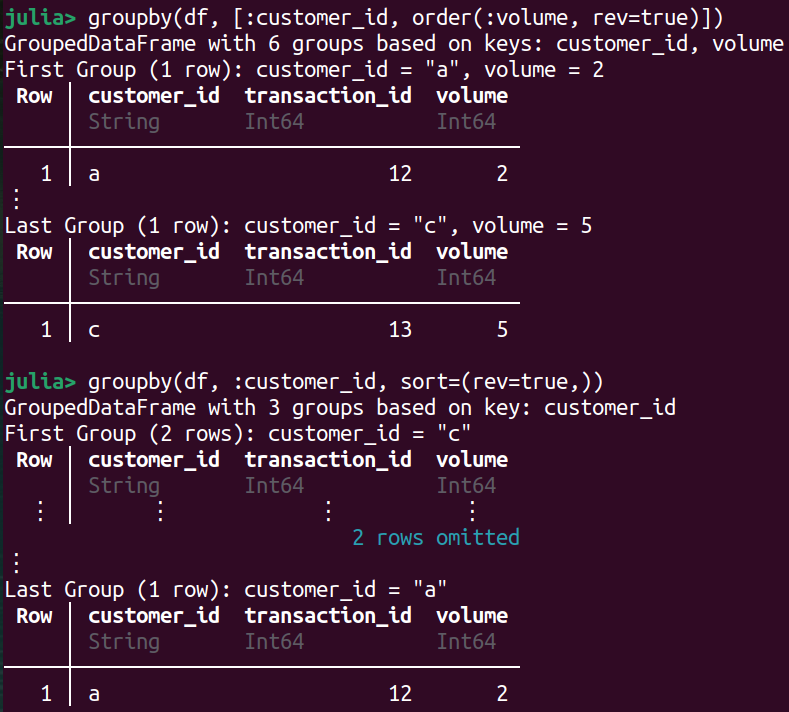 julia> groupby(df, [:customer_id, order(:volume, rev=true)])
GroupedDataFrame with 6 groups based on keys: customer_id, volume
First Group (1 row): customer_id = "a", volume = 2
Row customer_id transaction_id volume
String Int64 Int64
1 a 12 2
⋮
Last Group (1 row): customer_id = "c", volume = 5
Row customer_id transaction_id volume
String Int64 Int64
1 c 13 5
julia> groupby(df, :customer_id, sort=(rev=true,))
GroupedDataFrame with 3 groups based on key: customer_id
First Group (2 rows): customer_id = "c"
Row customer_id transaction_id volume
String Int64 Int64
⋮ ⋮ ⋮ ⋮
2 rows omitted
⋮
Last Group (1 row): customer_id = "a"
Row customer_id transaction_id volume
String Int64 Int64
1 a 12 2